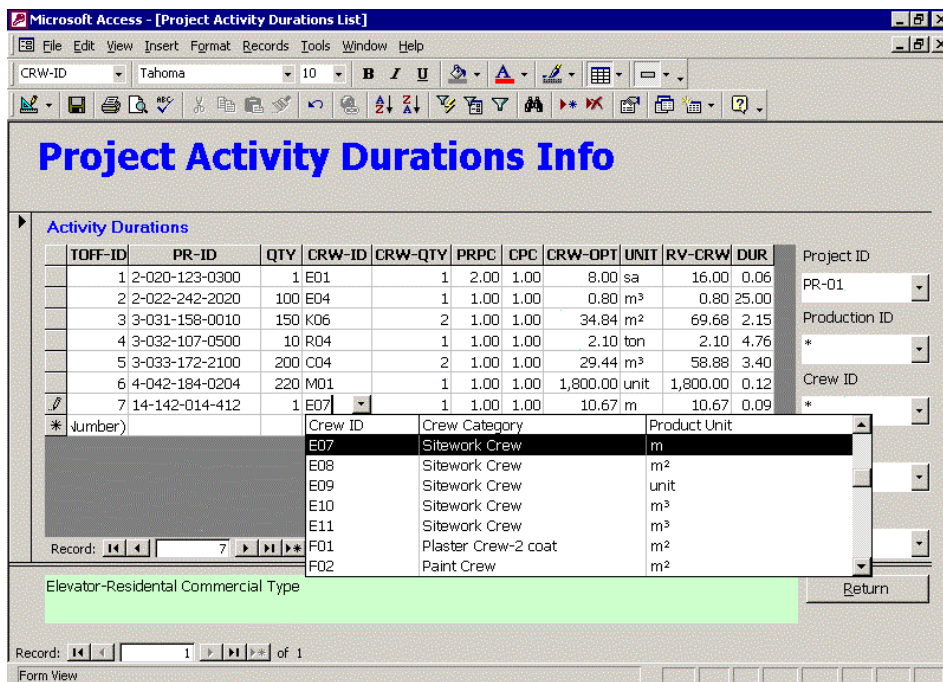 Microsoft Access - [Project Activity Durations List]
File Edit View Insert Format Records Tools Window Help
CRW-ID Tahoma 10 B I U A
Project Activity Durations Info
Activity Durations
TOFF-ID PR-ID QTY CRW-ID CRW-QTY PRPC CPC CRW-OPT UNIT RV-CRW DUR
1 2-020-123-0300 1 E01 1 2.00 1.00 8.00 sa 16.00 0.06
2 2-022-242-2020 100 E04 1 1.00 1.00 0.80 m³ 0.80 25.00
3 3-031-158-0010 150 K06 2 1.00 1.00 34.84 m² 69.68 2.15
4 3-032-107-0500 10 R04 1 1.00 1.00 2.10 ton 2.10 4.76
5 3-033-172-2100 200 C04 2 1.00 1.00 29.44 m³ 58.88 3.40
6 4-042-184-0204 220 M01 1 1.00 1.00 1,800.00 unit 1,800.00 0.12
7 14-142-014-412 1 E07 1 1.00 1.00 10.67 m 10.67 0.09
Number)
Crew ID Crew Category Product Unit
E07 Sitework Crew m
E08 Sitework Crew m²
E09 Sitework Crew unit
E10 Sitework Crew m³
E11 Sitework Crew m³
F01 Plaster Crew-2 coat m²
F02 Paint Crew m²
Project ID
PR-01
Production ID
*
Crew ID
*
Record: 7
Elevator-Residental Commercial Type
Return
Record: 1 of 1
Form View